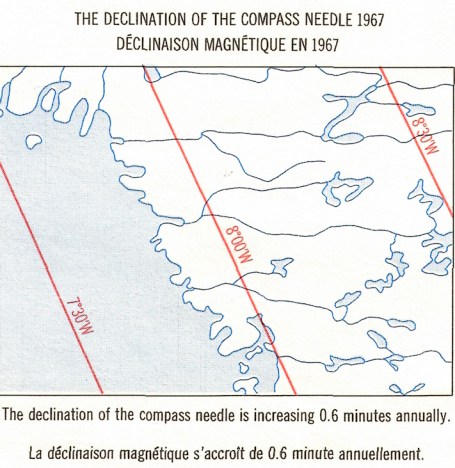 THE DECLINATION OF THE COMPASS NEEDLE 1967
DÉCLINAISON MAGNÉTIQUE EN 1967
8°30'W.
8°00'W.
7°30'W.
The declination of the compass needle is increasing 0.6 minutes annually.
La déclinaison magnétique s'accroît de 0.6 minute annuellement.